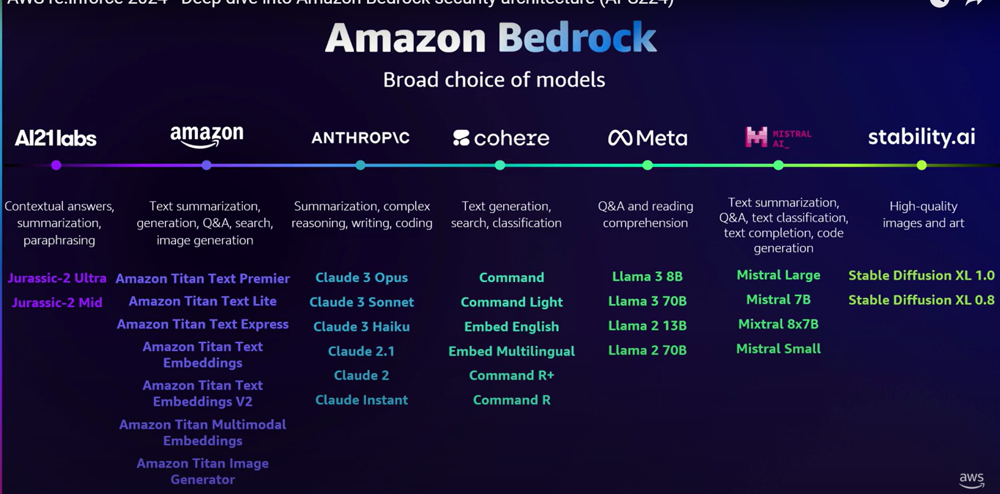 AWS re:Inforce 2024 - Deep dive into Amazon Bedrock security architecture (APS224)
Amazon Bedrock
Broad choice of models
AI21labs
amazon
ANTHROP\C
cohere
Meta
MISTRAL
AI_
stability.ai
Contextual answers,
summarization,
paraphrasing
Text summarization,
generation, Q&A, search,
image generation
Summarization, complex
reasoning, writing, coding
Text generation,
search, classification
Q&A and reading
comprehension
Text summarization,
Q&A, text classification,
text completion, code
generation
High-quality
images and art
Jurassic-2 Ultra
Jurassic-2 Mid
Amazon Titan Text Premier
Amazon Titan Text Lite
Amazon Titan Text Express
Amazon Titan Text
Embeddings
Amazon Titan Text
Embeddings V2
Amazon Titan Multimodal
Embeddings
Amazon Titan Image
Generator
Claude 3 Opus
Claude 3 Sonnet
Claude 3 Haiku
Claude 2.1
Claude 2
Claude Instant
Command
Command Light
Embed English
Embed Multilingual
Command R+
Command R
Llama 3 8B
Llama 3 70B
Llama 2 13B
Llama 2 70B
Mistral Large
Mistral 7B
Mixtral 8x7B
Mistral Small
Stable Diffusion XL 1.0
Stable Diffusion XL 0.8
aws